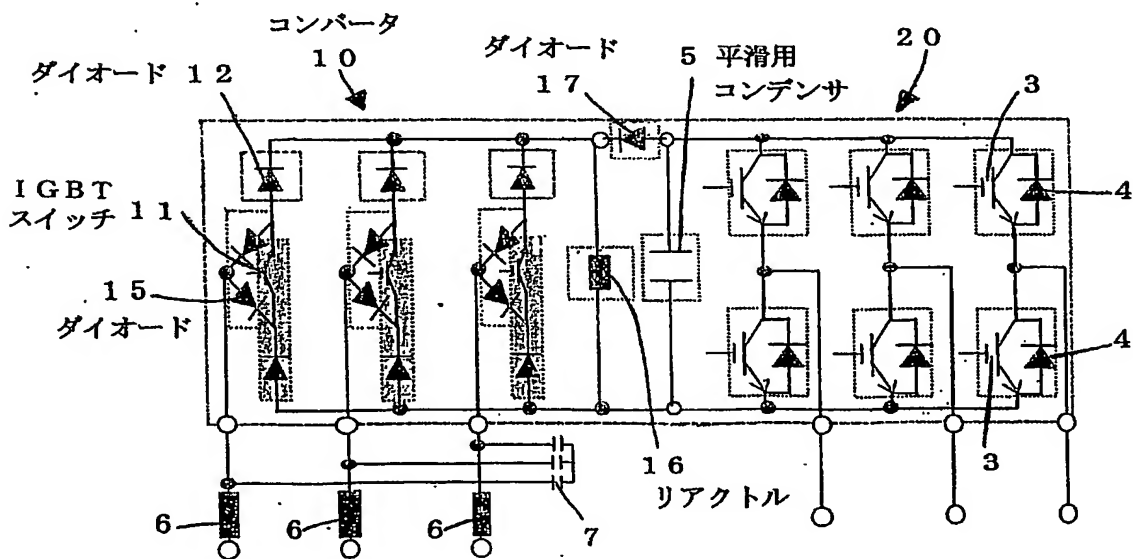 コンバータ
10
ダイオード 12
ダイオード
17
5 平滑用
コンデンサ
20
3
IGBT
スイッチ 11
4
15
ダイオード
4
3
16
リアクトル
6
6
6
7